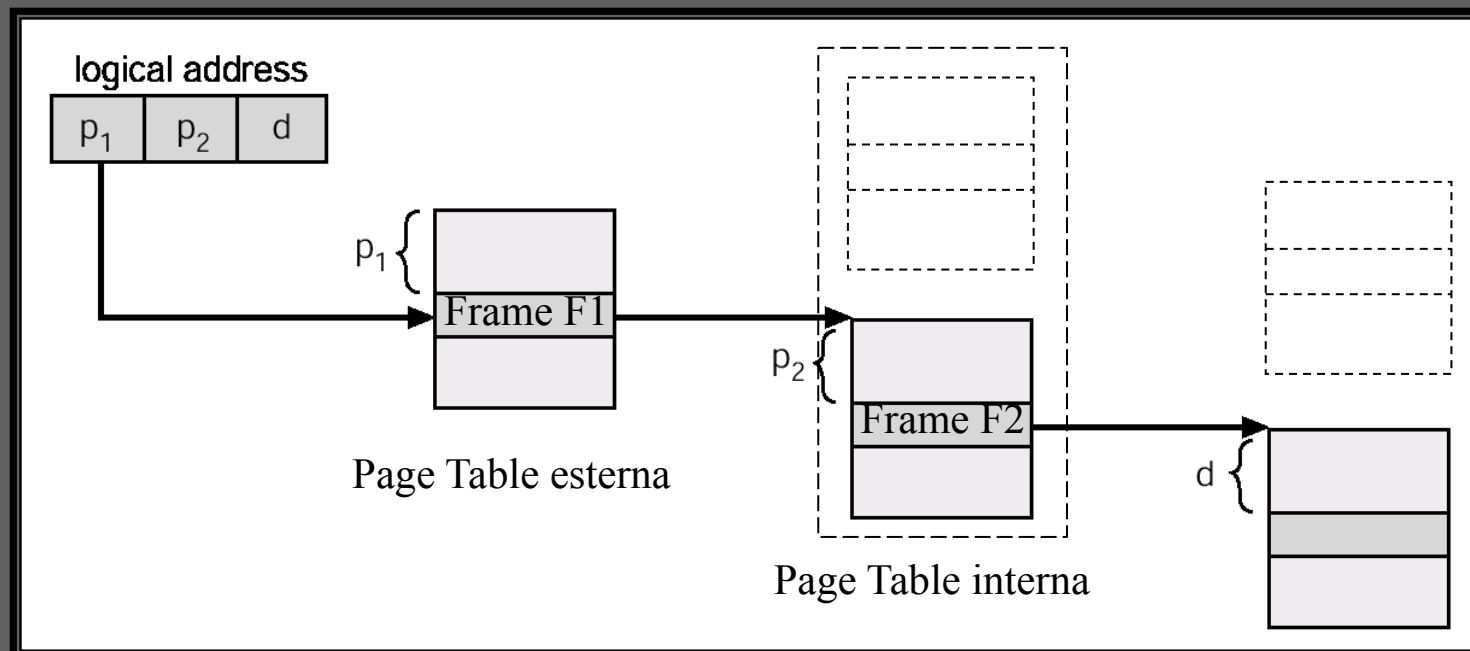 logical address
p1 p2 d
p1
Frame F1
Page Table esterna
p2
Frame F2
Page Table interna
d